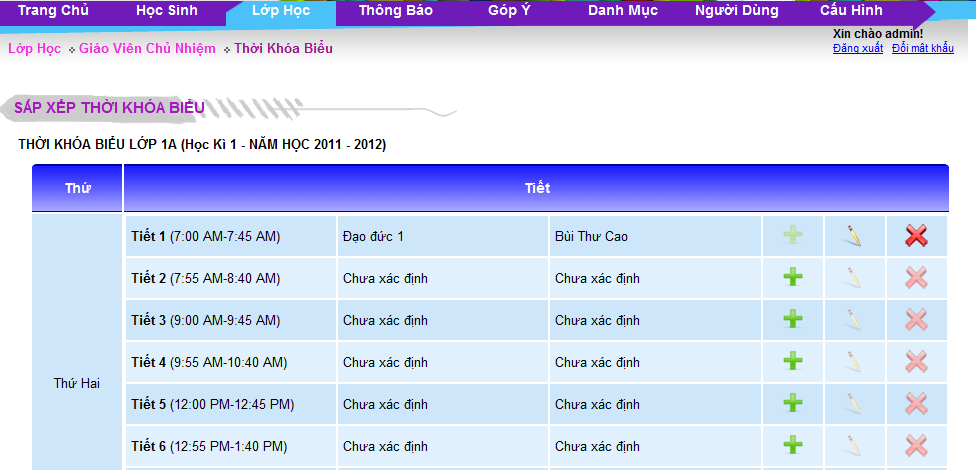 Trang Chủ Học Sinh Lớp Học Thông Báo Góp Ý Danh Mục Người Dùng Cấu Hình
Xin chào admin!
Lớp Học Giáo Viên Chủ Nhiệm Thời Khóa Biểu
Đăng xuất Đổi mật khẩu
SẮP XẾP THỜI KHÓA BIỂU
THỜI KHÓA BIỂU LỚP 1A (Học Kì 1 - NĂM HỌC 2011 - 2012)
Thứ Tiết
Tiết 1 (7:00 AM-7:45 AM) Đạo đức 1 Bùi Thư Cao
Tiết 2 (7:55 AM-8:40 AM) Chưa xác định Chưa xác định
Tiết 3 (9:00 AM-9:45 AM) Chưa xác định Chưa xác định
Tiết 4 (9:55 AM-10:40 AM) Chưa xác định Chưa xác định
Thứ Hai
Tiết 5 (12:00 PM-12:45 PM) Chưa xác định Chưa xác định
Tiết 6 (12:55 PM-1:40 PM) Chưa xác định Chưa xác định